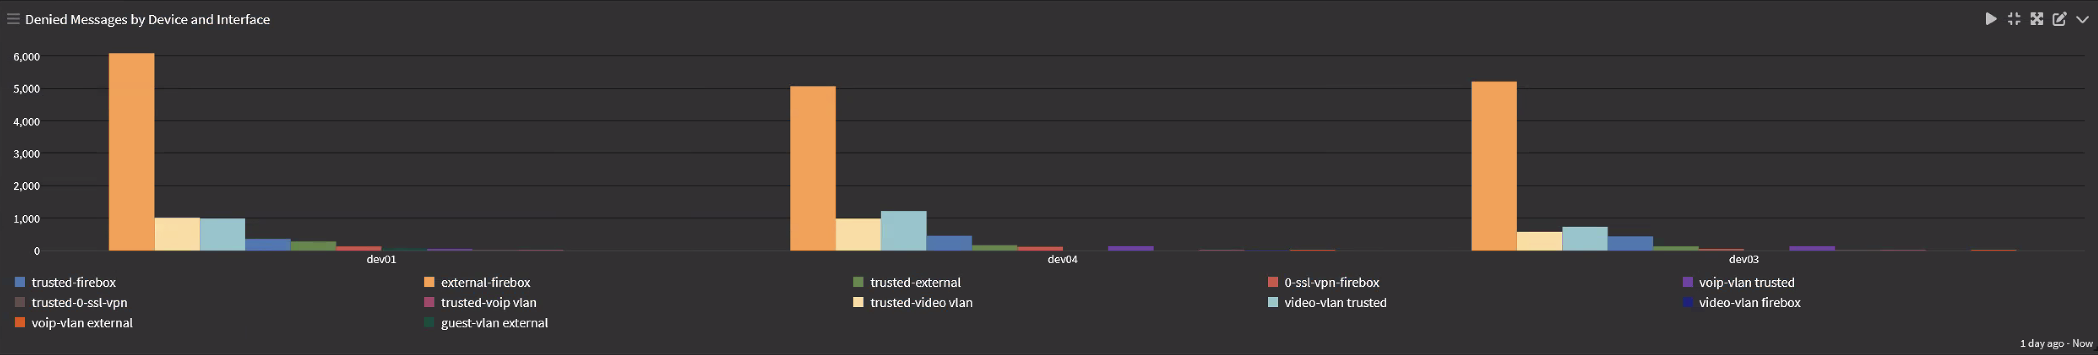 Denied Messages by Device and Interface
6,000
5,000
4,000
3,000
2,000
1,000
0
dev01 dev04 dev03
trusted-firebox external-firebox trusted-external 0-ssl-vpn-firebox voip-vlan trusted
trusted-0-ssl-vpn trusted-voip vlan trusted-video vlan video-vlan trusted video-vlan firebox
voip-vlan external guest-vlan external
1 day ago - Now